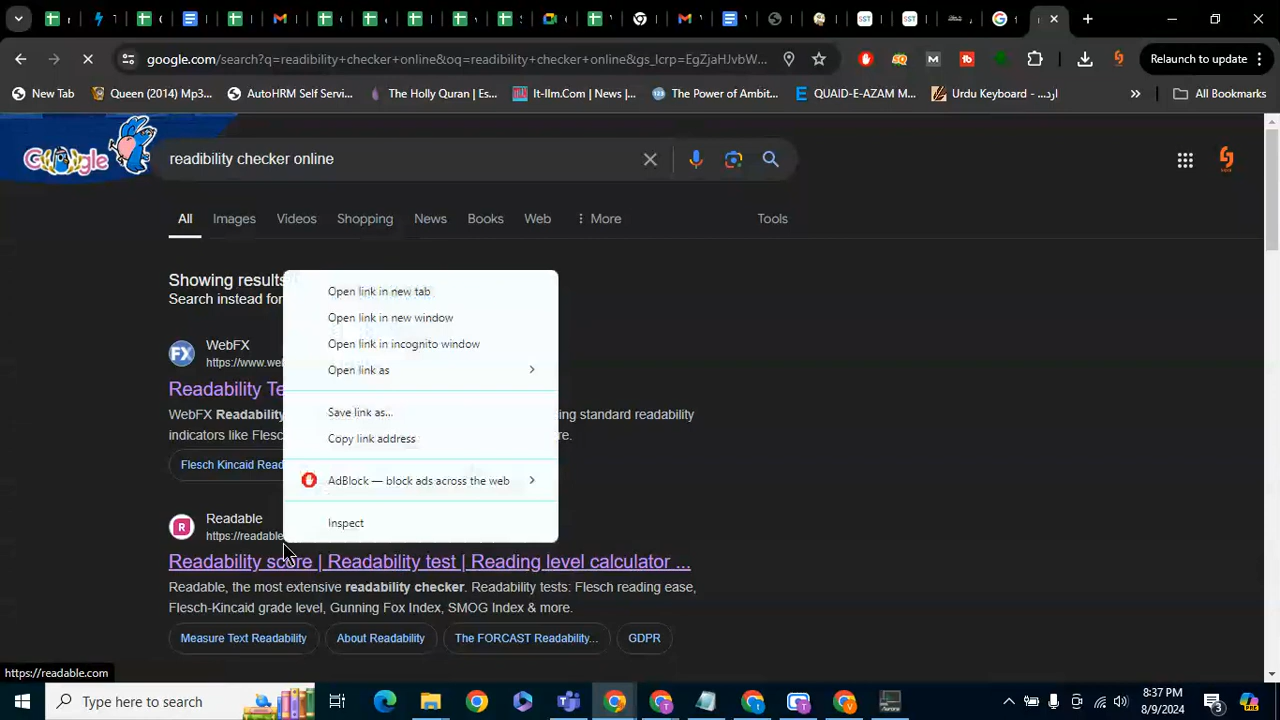 google.com/search?q=readibility+checker+online&oq=readibility+checker+online&gs_lcrp=EgZjaHJvbW...
Relaunch to update
New Tab
Queen (2014) Mp3...
AutoHRM Self Servi...
The Holly Quran | Es...
It-IIm.Com | News |...
The Power of Ambit...
QUAID-E-AZAM M...
Urdu Keyboard - اردو...
»
All Bookmarks
Google
readibility checker online
All
Images
Videos
Shopping
News
Books
Web
More
Tools
Showing results
Search instead for
Open link in new tab
Open link in new window
Open link in incognito window
Open link as
Save link as...
Copy link address
AdBlock — block ads across the web
Inspect
WebFX
https://www.web
Readability Te
WebFX Readability ing standard readability
indicators like Flesc re.
Flesch Kincaid Read
Readable
https://readable
Readability score | Readability test | Reading level calculator ...
Readable, the most extensive readability checker. Readability tests: Flesch reading ease,
Flesch-Kincaid grade level, Gunning Fox Index, SMOG Index & more.
Measure Text Readability
About Readability
The FORCAST Readability...
GDPR
https://readable.com
Type here to search
8:37 PM
8/9/2024
3